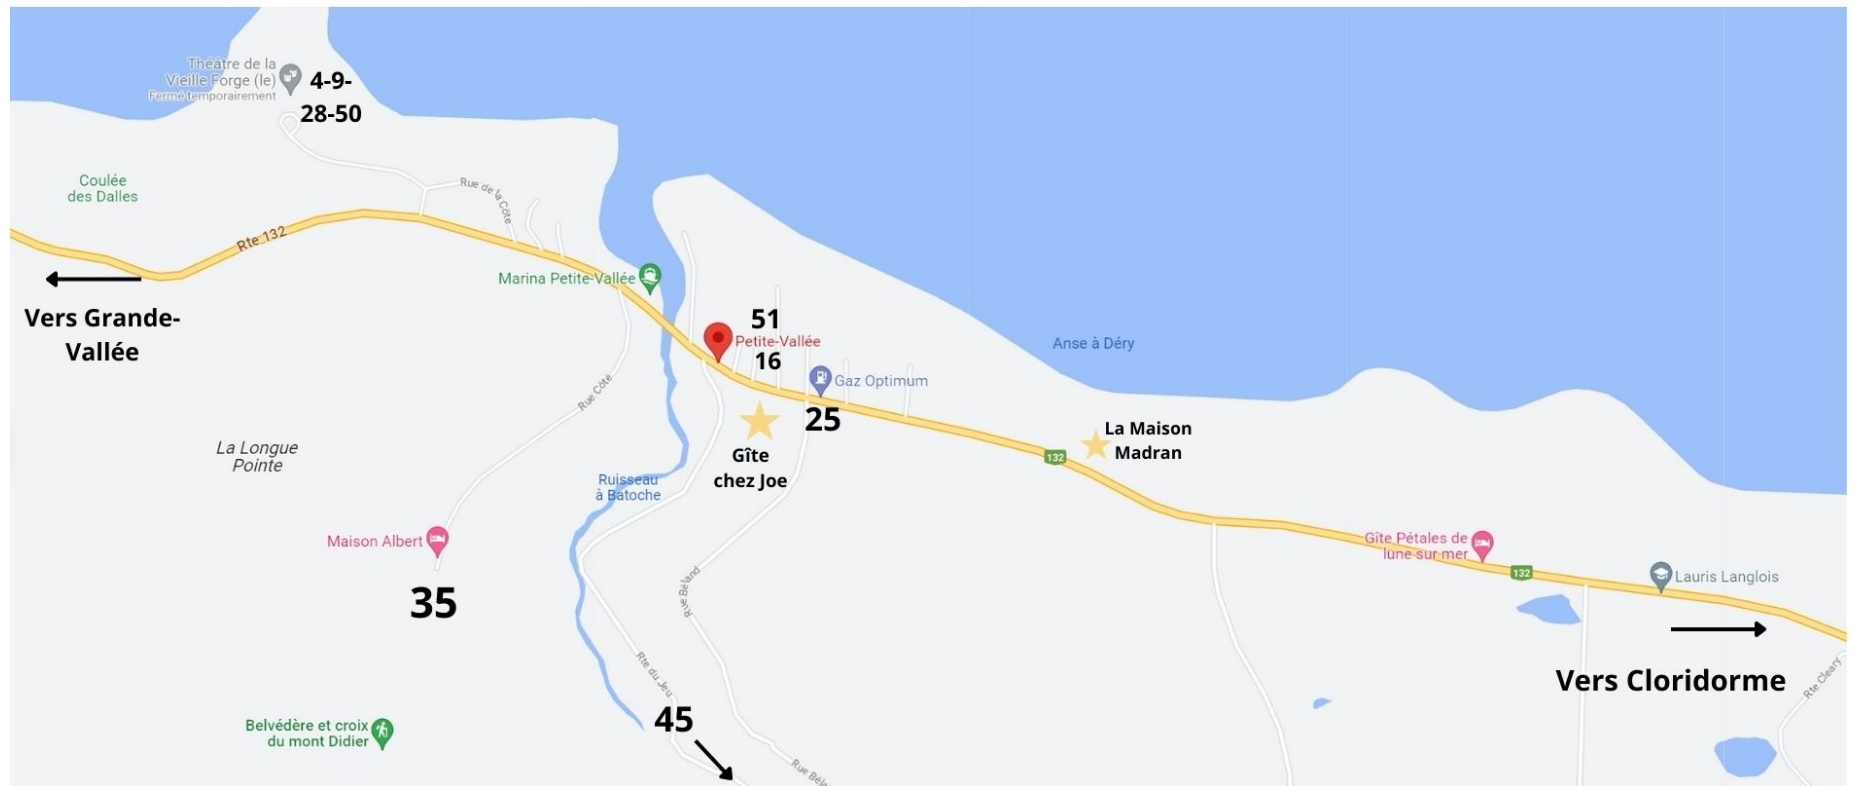 Théâtre de la
Vieille Forge (le)
Fermé temporairement
4-9-
28-50
Coulée
des Dalles
Rue de la Côte
Rte 132
Marina Petite-Vallée
Vers Grande-
Vallée
51
Petite-Vallée
16
Anse à Déry
Gaz Optimum
25
Rue Côté
La Maison
Madran
132
La Longue
Pointe
Gîte
chez Joe
Ruisseau
à Batoche
Maison Albert
35
Gîte Pétales de
lune sur mer
132
Lauris Langlois
Rue Béland
Rte du Jeu
Vers Cloridorme
Rte Cleary
45
Belvédère et croix
du mont Didier
Rue Béla